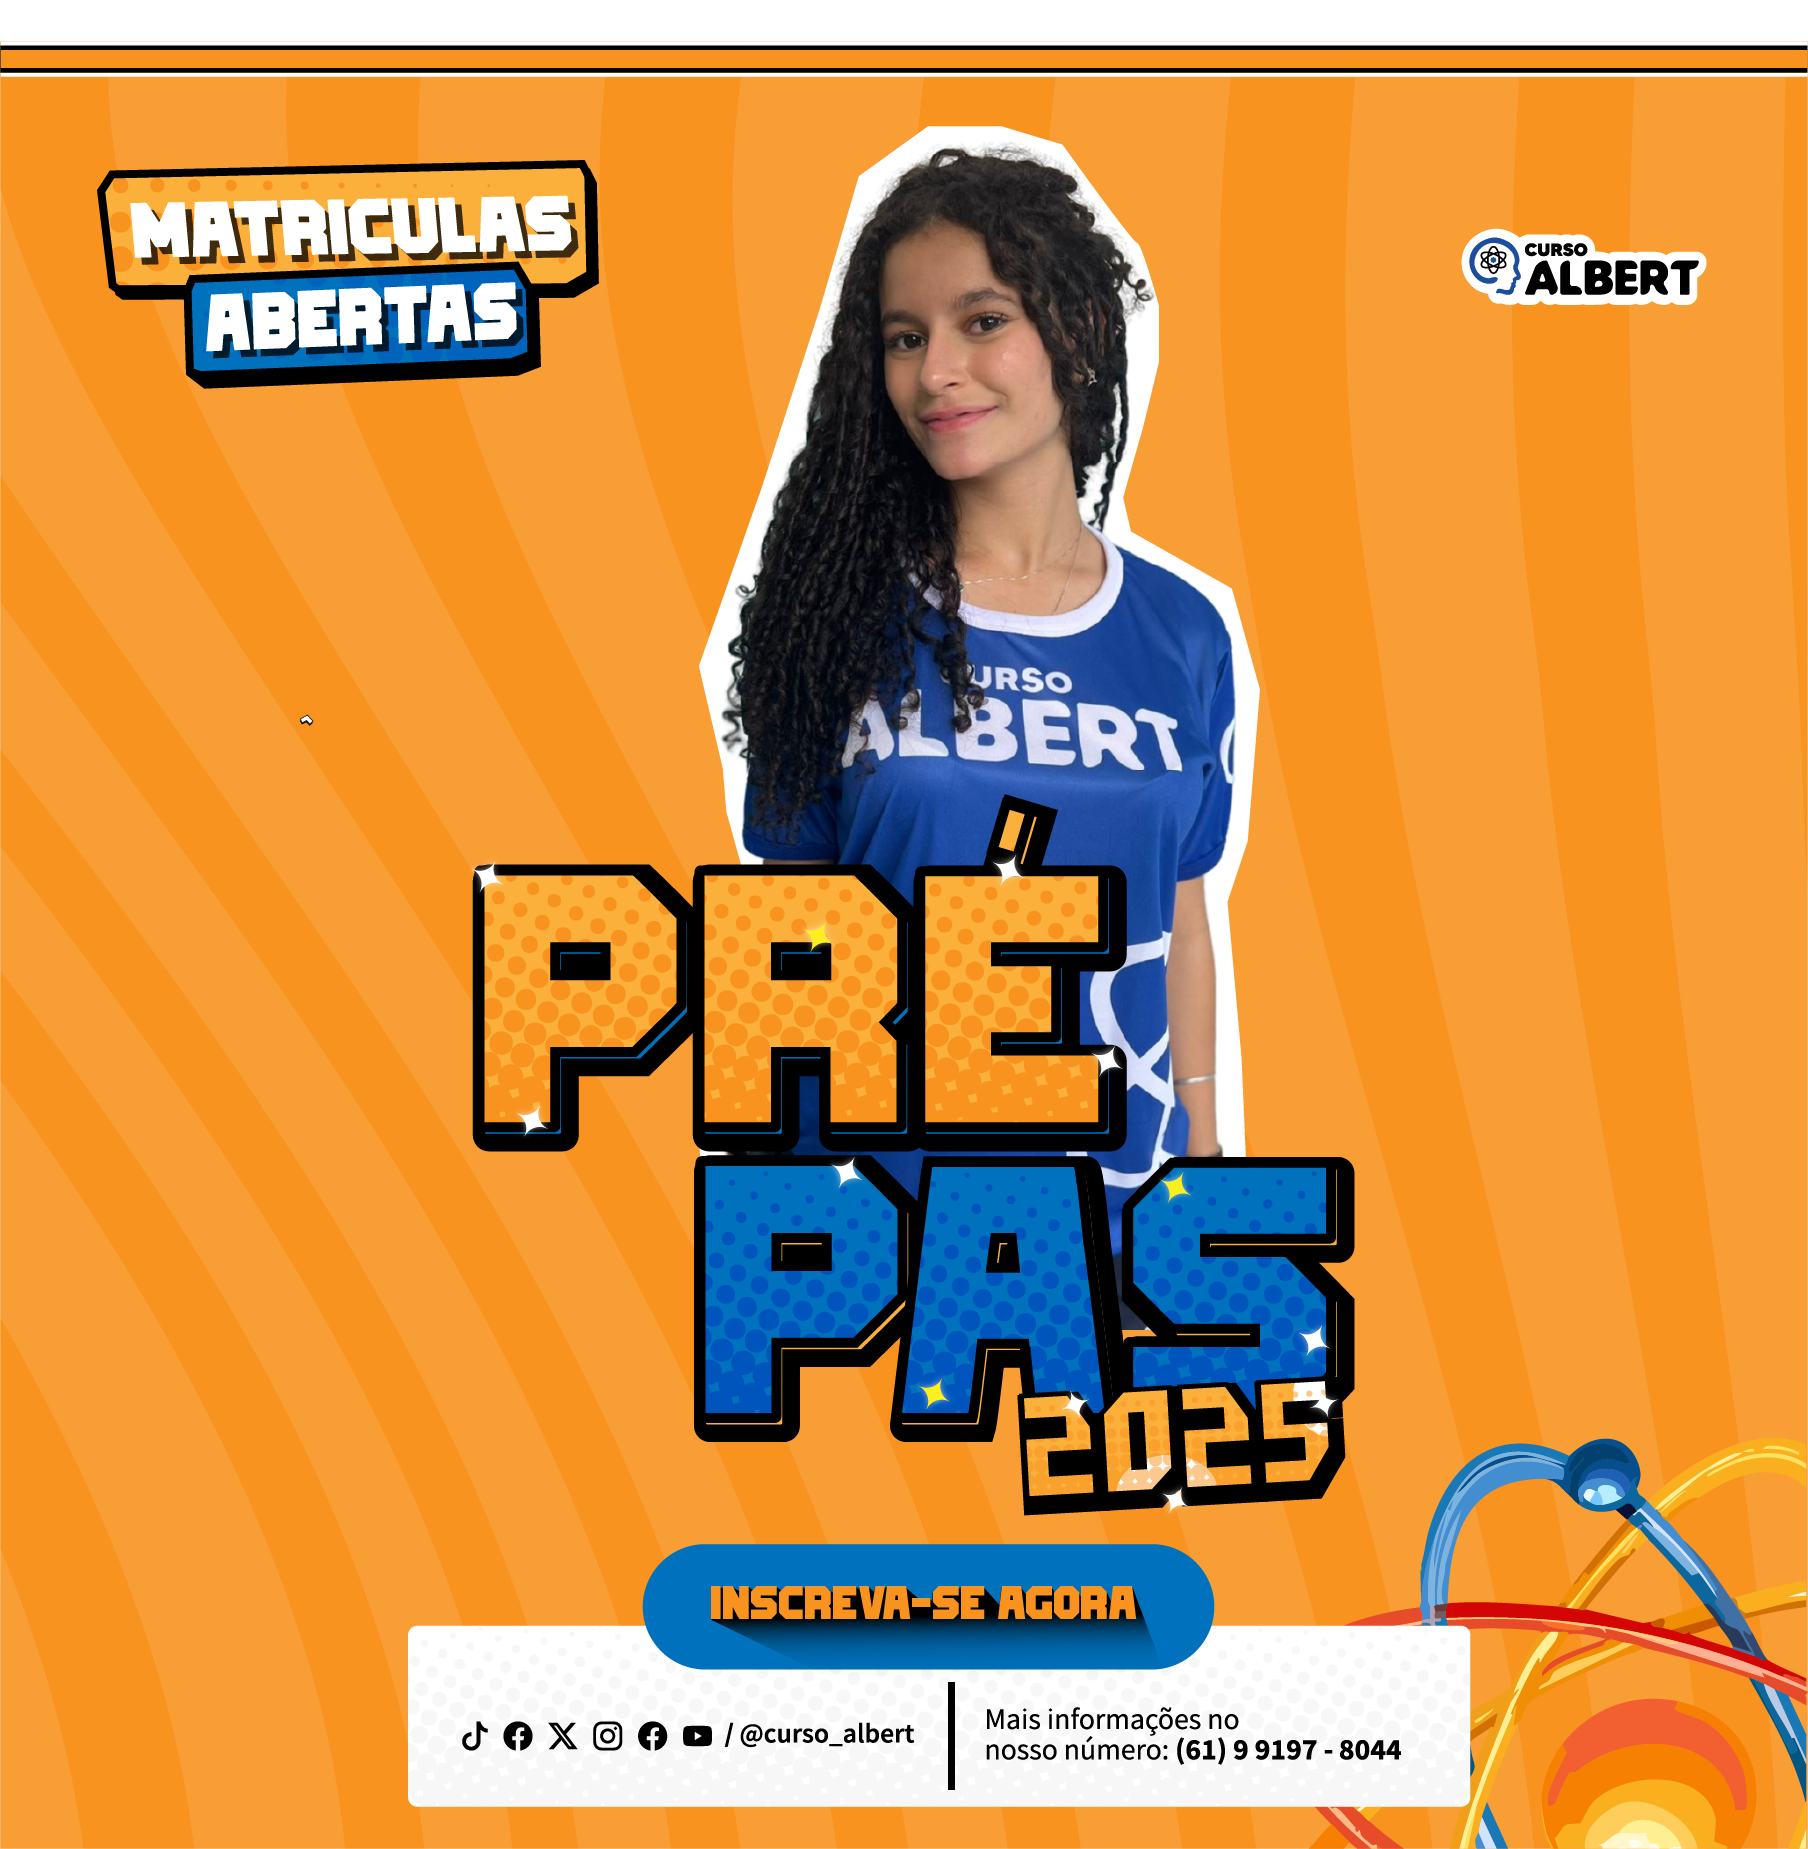 MATRICULAS
ABERTAS
CURSO
ALBERT
CURSO
ALBERT
PRÉ
PAS
2025
INSCREVA-SE AGORA
/ @curso_albert
Mais informações no
nosso número: (61) 9 9197 - 8044